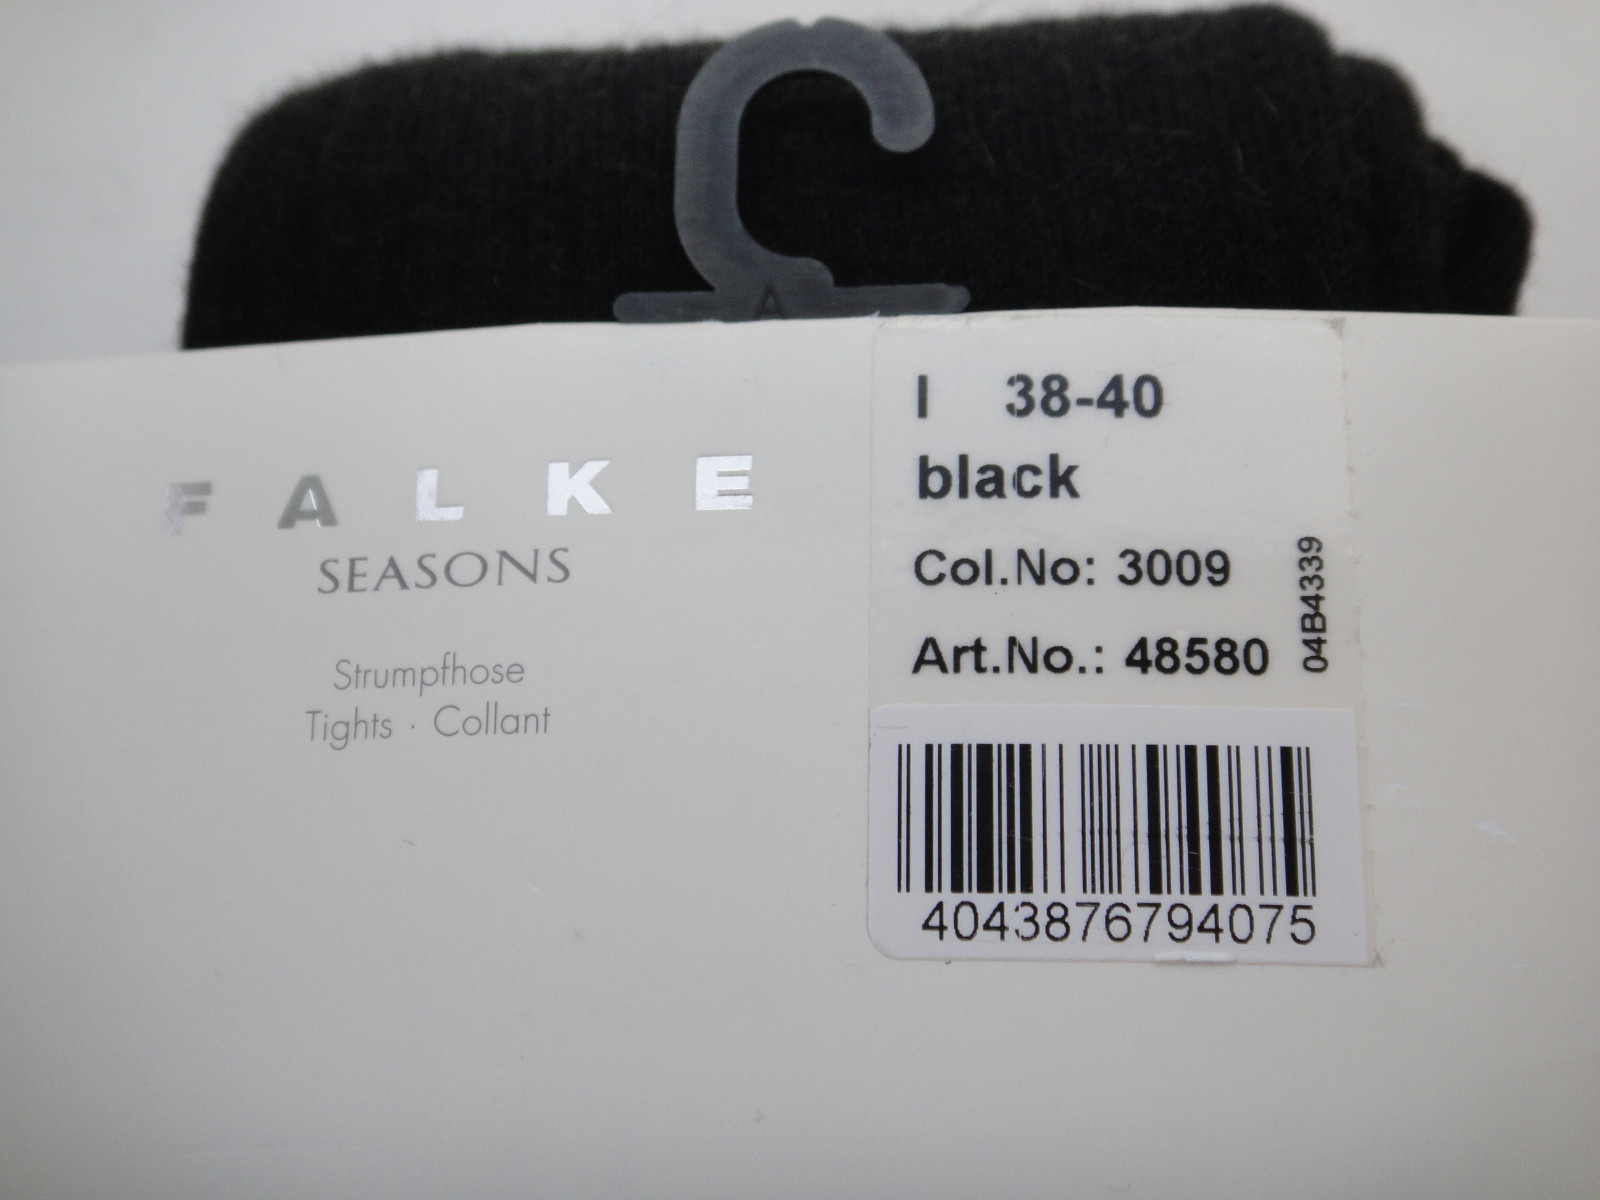 A
FALKE
SEASONS
Strumpfhose
Tights · Collant
I 38-40
black
Col.No: 3009
Art.No.: 48580
04B4339
4043876794075